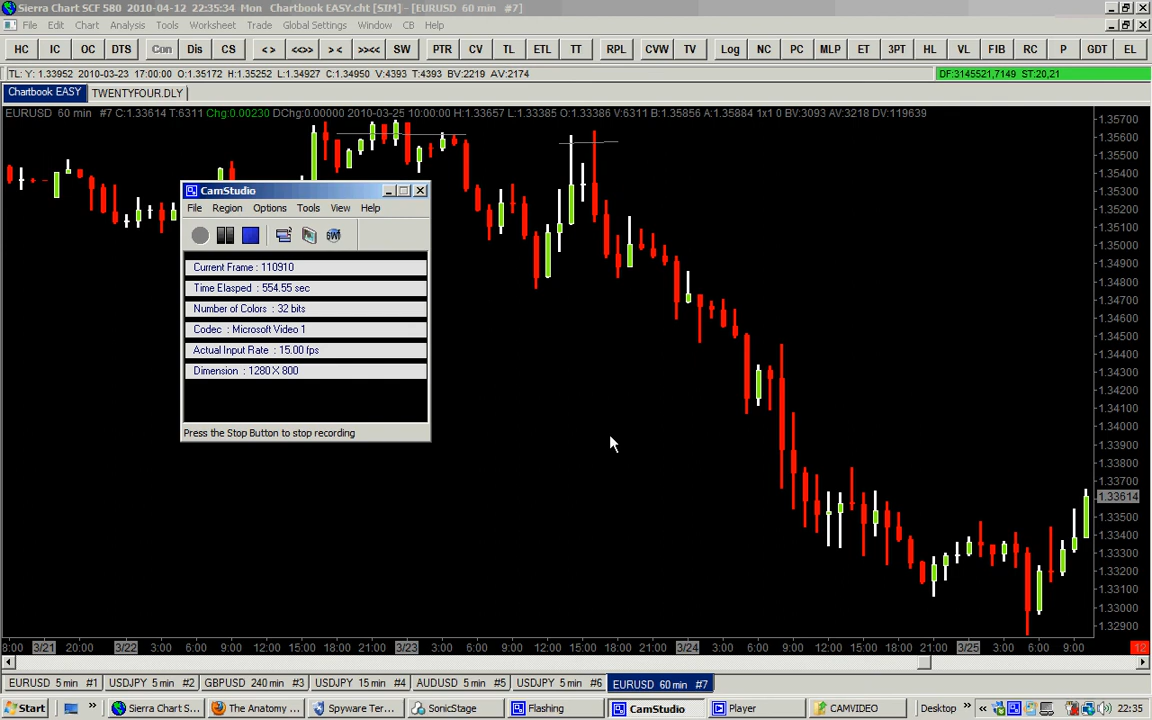 Sierra Chart SCF 580 2010-04-12 22:35:34 Mon Chartbook EASY.cht [SIM] - [EURUSD 60 min #7]
File Edit Chart Analysis Tools Worksheet Trade Global Settings Window CB Help
HC IC OC DTS Con Dis CS < > <<>> > < >><< SW PTR CV TL ETL TT RPL CVW TV Log NC PC MLP ET 3PT HL VL FIB RC P GDT EL
TL: Y: 1.33952 2010-03-23 17:00:00 O:1.35172 H:1.35252 L:1.34927 C:1.34950 V:4393 T:4393 BV:2219 AV:2174 DF:3145521,7149 ST:20,21
Chartbook EASY TWENTYFOUR.DLY
EURUSD 60 min #7 C:1.33614 T:6311 Chg:0.00230 DChg:0.00000 2010-03-25 10:00:00 H:1.33657 L:1.33385 O:1.33386 V:6311 B:1.35856 A:1.35884 1x1 0 BV:3093 AV:3218 DV:119639
1.35700
1.35600
1.35500
1.35400
1.35300
1.35200
1.35100
1.35000
1.34900
1.34800
1.34700
1.34600
1.34500
1.34400
1.34300
1.34200
1.34100
1.34000
1.33900
1.33800
1.33700
1.33614
1.33500
1.33400
1.33300
1.33200
1.33100
1.33000
1.32900
CamStudio
File Region Options Tools View Help
Current Frame : 110910
Time Elasped : 554.55 sec
Number of Colors : 32 bits
Codec : Microsoft Video 1
Actual Input Rate : 15.00 fps
Dimension : 1280 X 800
Press the Stop Button to stop recording
8:00 3/21 20:00 3/22 3:00 6:00 9:00 12:00 15:00 18:00 21:00 3/23 3:00 6:00 9:00 12:00 15:00 18:00 21:00 3/24 3:00 6:00 9:00 12:00 15:00 18:00 21:00 3/25 6:00 9:00 12
EURUSD 5 min #1 USDJPY 5 min #2 GBPUSD 240 min #3 USDJPY 15 min #4 AUDUSD 5 min #5 USDJPY 5 min #6 EURUSD 60 min #7
Start » Sierra Chart S... The Anatomy ... Spyware Ter... SonicStage Flashing CamStudio Player CAMVIDEO Desktop » « 22:35